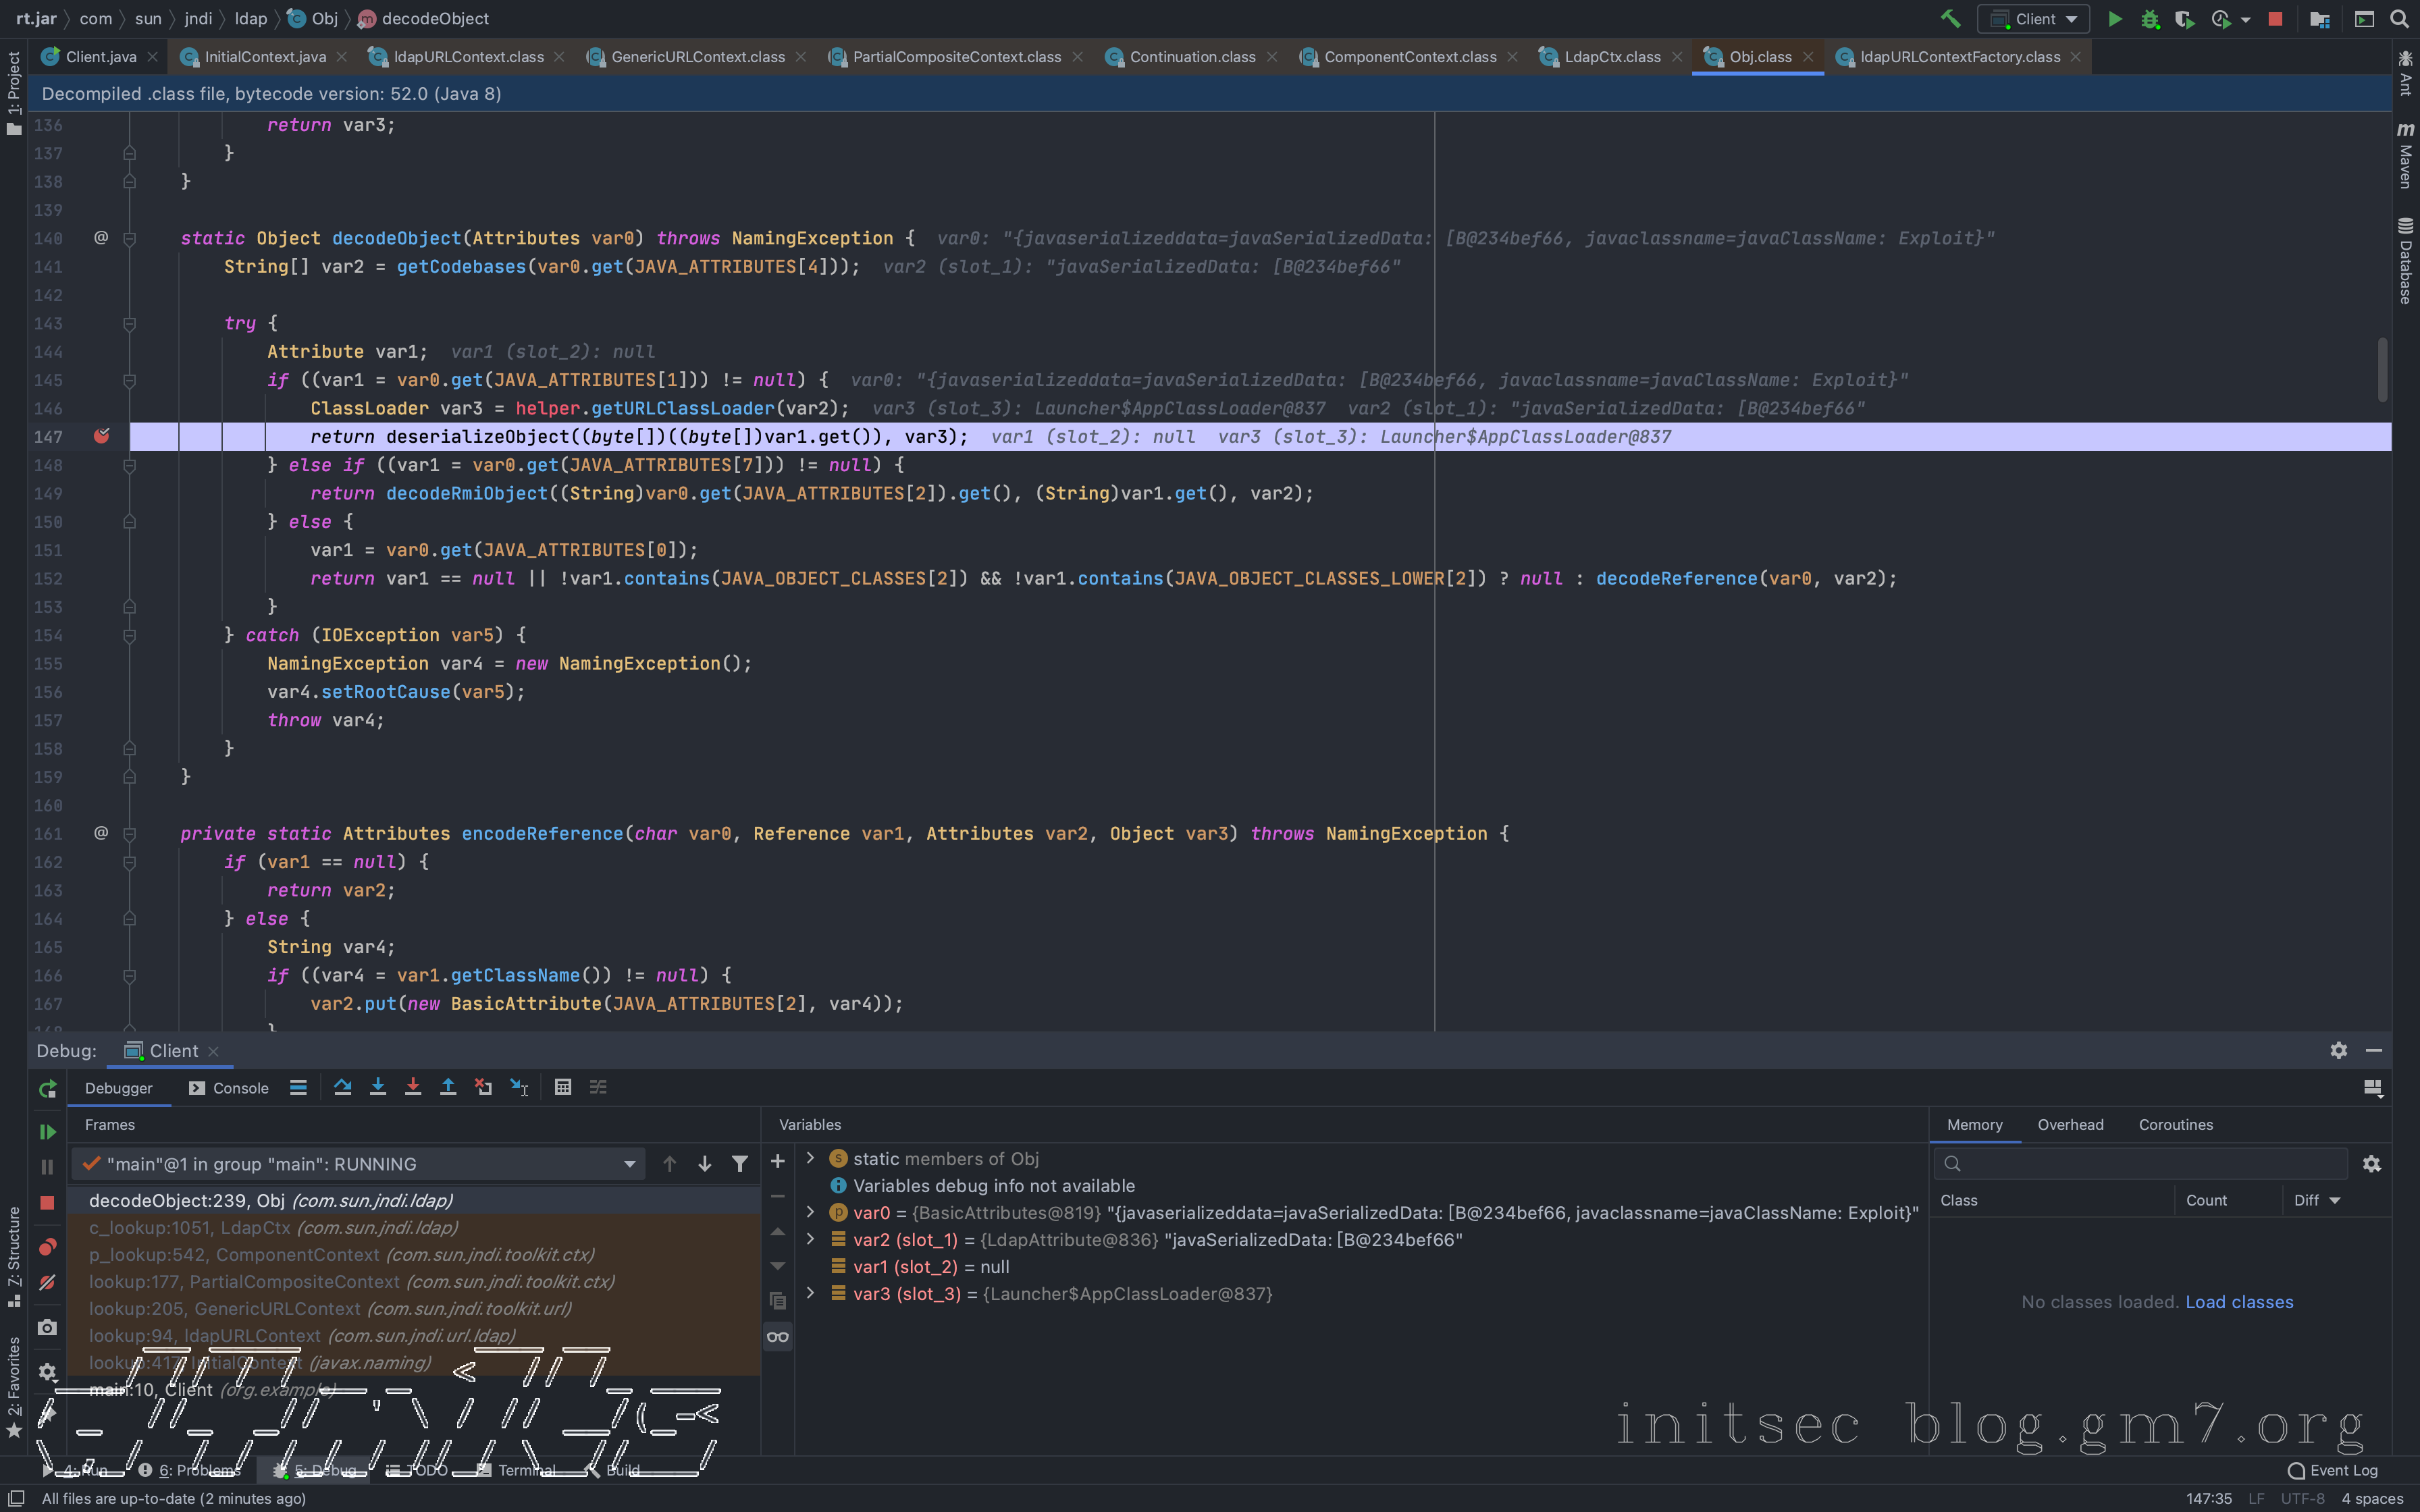 rt.jar com sun jndi ldap Obj decodeObject
Client
Client.java InitialContext.java ldapURLContext.class GenericURLContext.class PartialCompositeContext.class Continuation.class ComponentContext.class LdapCtx.class Obj.class ldapURLContextFactory.class
Decompiled .class file, bytecode version: 52.0 (Java 8)
1: Project
Ant
Maven
Database
136 return var3;
137 }
138 }
139
140 @ static Object decodeObject(Attributes var0) throws NamingException { var0: "{javaserializeddata=javaSerializedData: [B@234bef66, javaclassname=javaClassName: Exploit}"
141 String[] var2 = getCodebases(var0.get(JAVA_ATTRIBUTES[4])); var2 (slot_1): "javaSerializedData: [B@234bef66"
142
143 try {
144 Attribute var1; var1 (slot_2): null
145 if ((var1 = var0.get(JAVA_ATTRIBUTES[1])) != null) { var0: "{javaserializeddata=javaSerializedData: [B@234bef66, javaclassname=javaClassName: Exploit}"
146 ClassLoader var3 = helper.getURLClassLoader(var2); var3 (slot_3): Launcher$AppClassLoader@837 var2 (slot_1): "javaSerializedData: [B@234bef66"
147 return deserializeObject((byte[])((byte[])var1.get()), var3); var1 (slot_2): null var3 (slot_3): Launcher$AppClassLoader@837
148 } else if ((var1 = var0.get(JAVA_ATTRIBUTES[7])) != null) {
149 return decodeRmiObject((String)var0.get(JAVA_ATTRIBUTES[2]).get(), (String)var1.get(), var2);
150 } else {
151 var1 = var0.get(JAVA_ATTRIBUTES[0]);
152 return var1 == null || !var1.contains(JAVA_OBJECT_CLASSES[2]) && !var1.contains(JAVA_OBJECT_CLASSES_LOWER[2]) ? null : decodeReference(var0, var2);
153 }
154 } catch (IOException var5) {
155 NamingException var4 = new NamingException();
156 var4.setRootCause(var5);
157 throw var4;
158 }
159 }
160
161 @ private static Attributes encodeReference(char var0, Reference var1, Attributes var2, Object var3) throws NamingException {
162 if (var1 == null) {
163 return var2;
164 } else {
165 String var4;
166 if ((var4 = var1.getClassName()) != null) {
167 var2.put(new BasicAttribute(JAVA_ATTRIBUTES[2], var4));
168 }
Debug: Client
Debugger Console
Frames
"main"@1 in group "main": RUNNING
decodeObject:239, Obj (com.sun.jndi.ldap)
c_lookup:1051, LdapCtx (com.sun.jndi.ldap)
p_lookup:542, ComponentContext (com.sun.jndi.toolkit.ctx)
lookup:177, PartialCompositeContext (com.sun.jndi.toolkit.ctx)
lookup:205, GenericURLContext (com.sun.jndi.toolkit.url)
lookup:94, ldapURLContext (com.sun.jndi.url.ldap)
lookup:417, InitialContext (javax.naming)
main:10, Client (org.example)
Variables
static members of Obj
Variables debug info not available
var0 = {BasicAttributes@819} "{javaserializeddata=javaSerializedData: [B@234bef66, javaclassname=javaClassName: Exploit}"
var2 (slot_1) = {LdapAttribute@836} "javaSerializedData: [B@234bef66"
var1 (slot_2) = null
var3 (slot_3) = {Launcher$AppClassLoader@837}
Memory Overhead Coroutines
Class Count Diff
No classes loaded. Load classes
7: Structure
2: Favorites
initsec blog.gm7.org
4: Run 6: Problems 5: Debug TODO Terminal Build Event Log
All files are up-to-date (2 minutes ago) 147:35 LF UTF-8 4 spaces